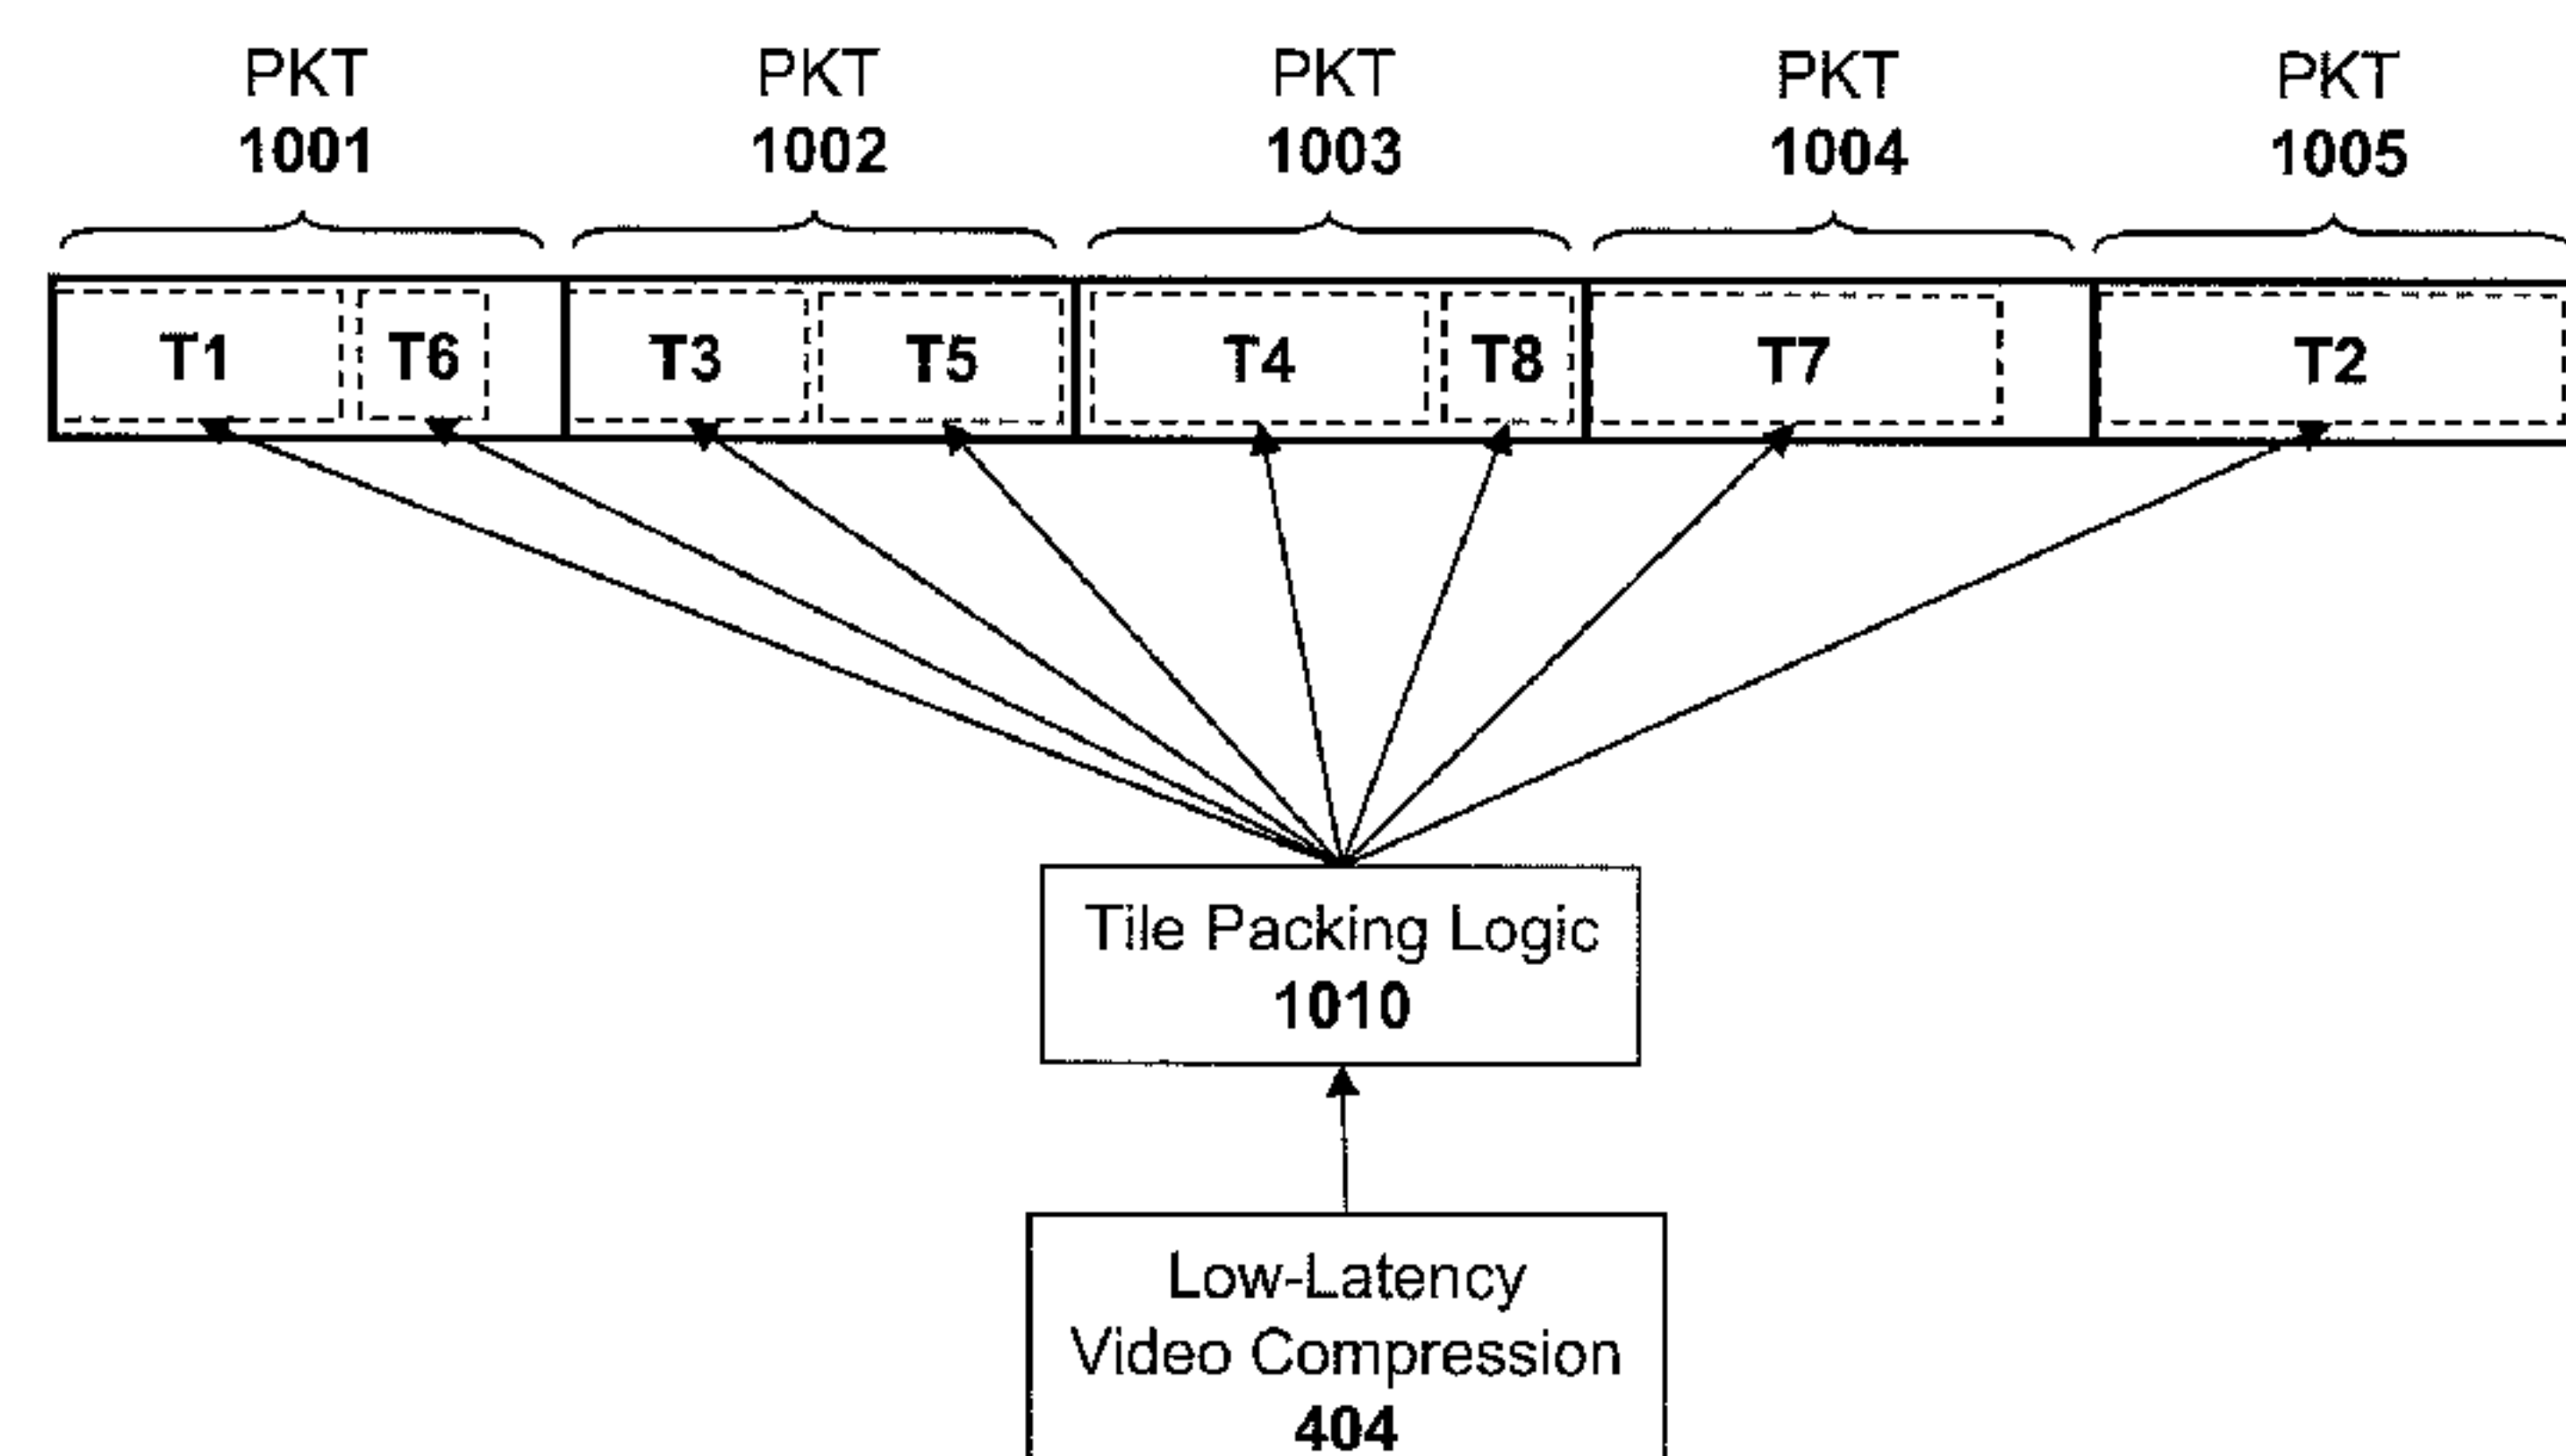 PKT PKT PKT PKT PKT
1001 1002 1003 1004 1005
T1 T6 T3 T5 T4 T8 T7 T2
Tile Packing Logic
1010
Low-Latency
Video Compression
404